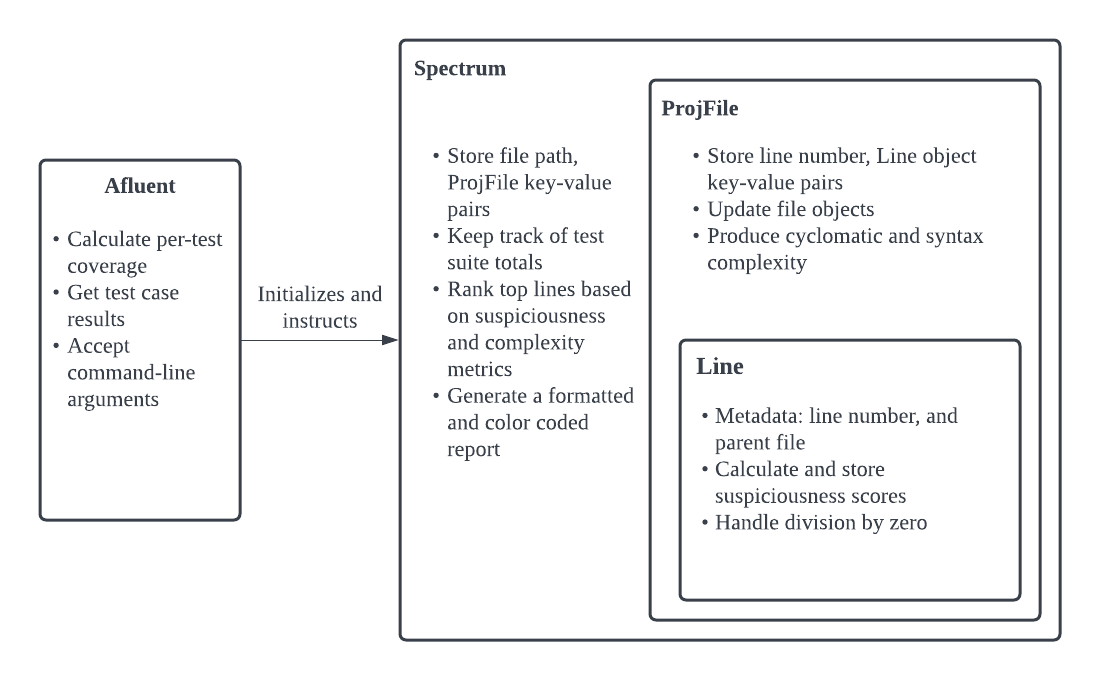 Afluent
• Calculate per-test
coverage
• Get test case
results
• Accept
command-line
arguments
Initializes and
instructs
Spectrum
• Store file path,
ProjFile key-value
pairs
• Keep track of test
suite totals
• Rank top lines based
on suspiciousness
and complexity
metrics
• Generate a formatted
and color coded
report
ProjFile
• Store line number, Line object
key-value pairs
• Update file objects
• Produce cyclomatic and syntax
complexity
Line
• Metadata: line number, and
parent file
• Calculate and store
suspiciousness scores
• Handle division by zero